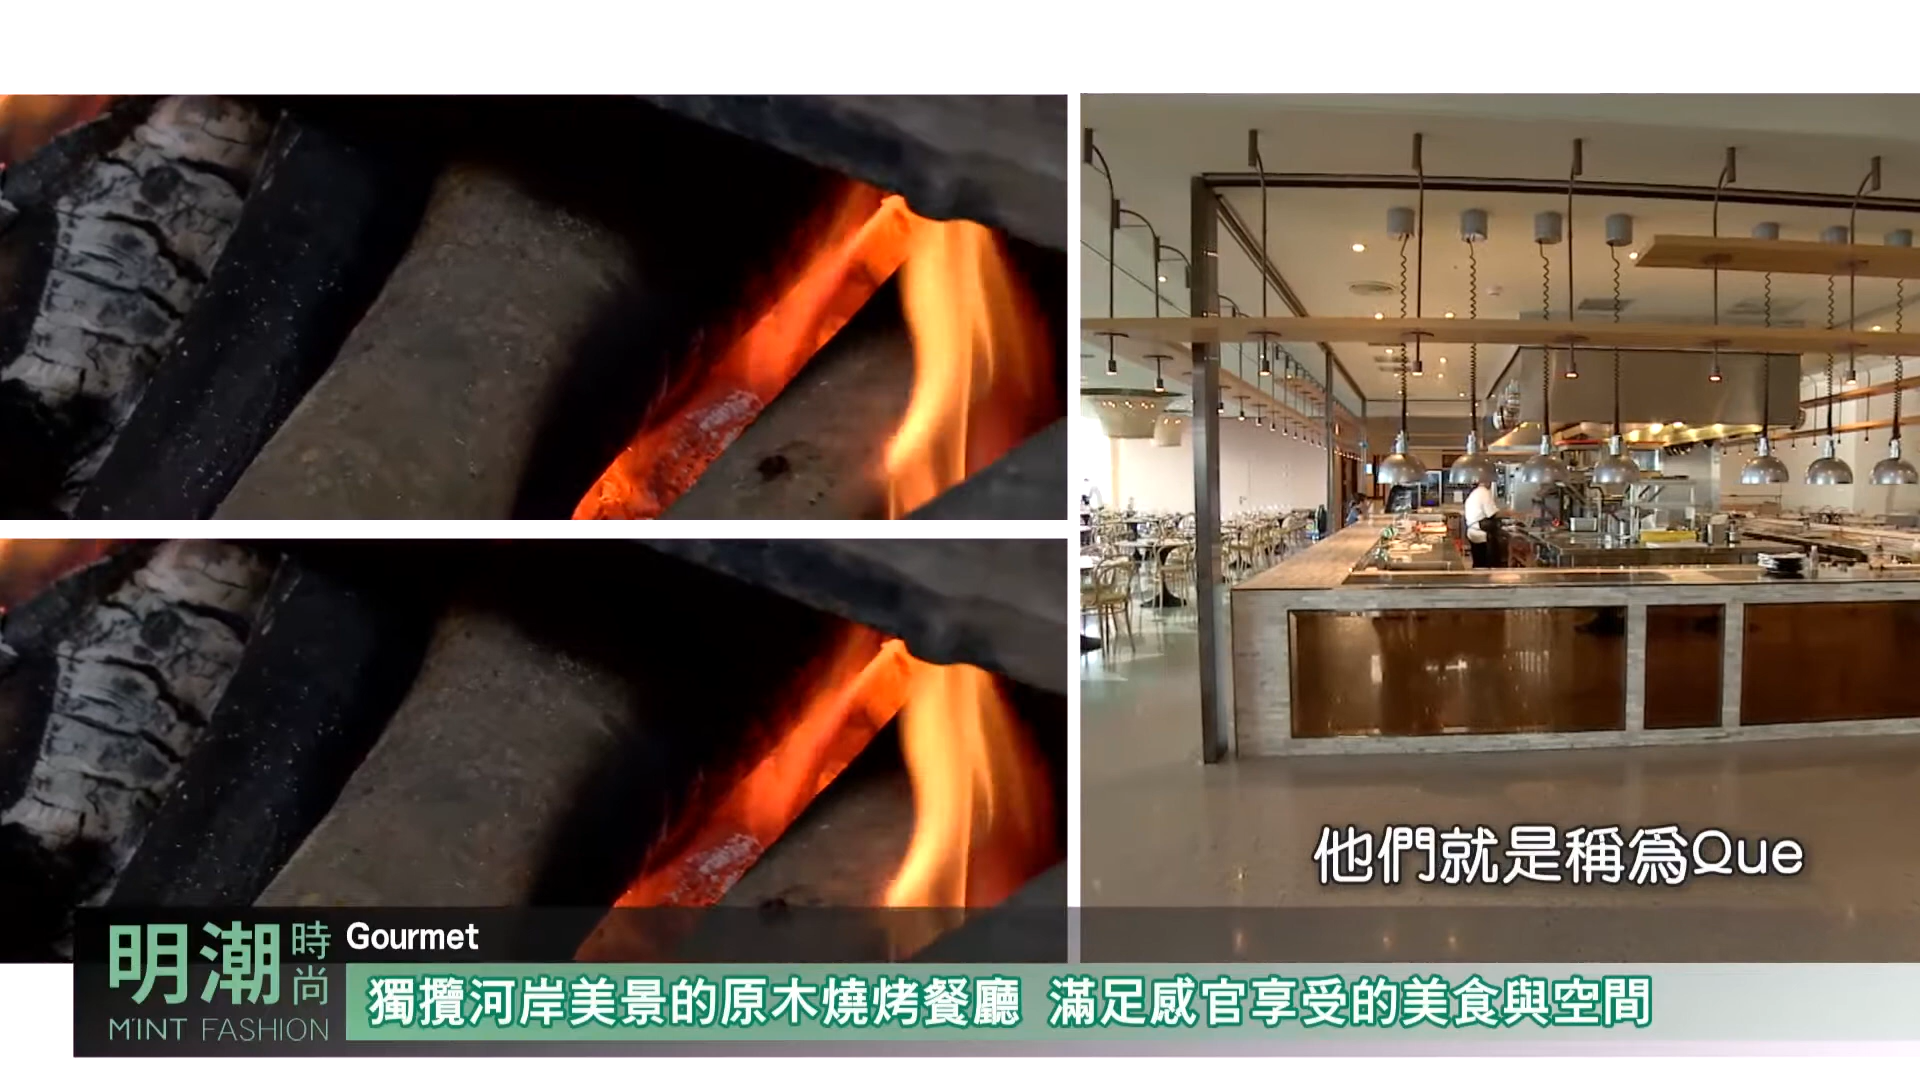 他們就是稱為Que
明潮時尚
M'INT FASHION
Gourmet
獨攬河岸美景的原木燒烤餐廳 滿足感官享受的美食與空間